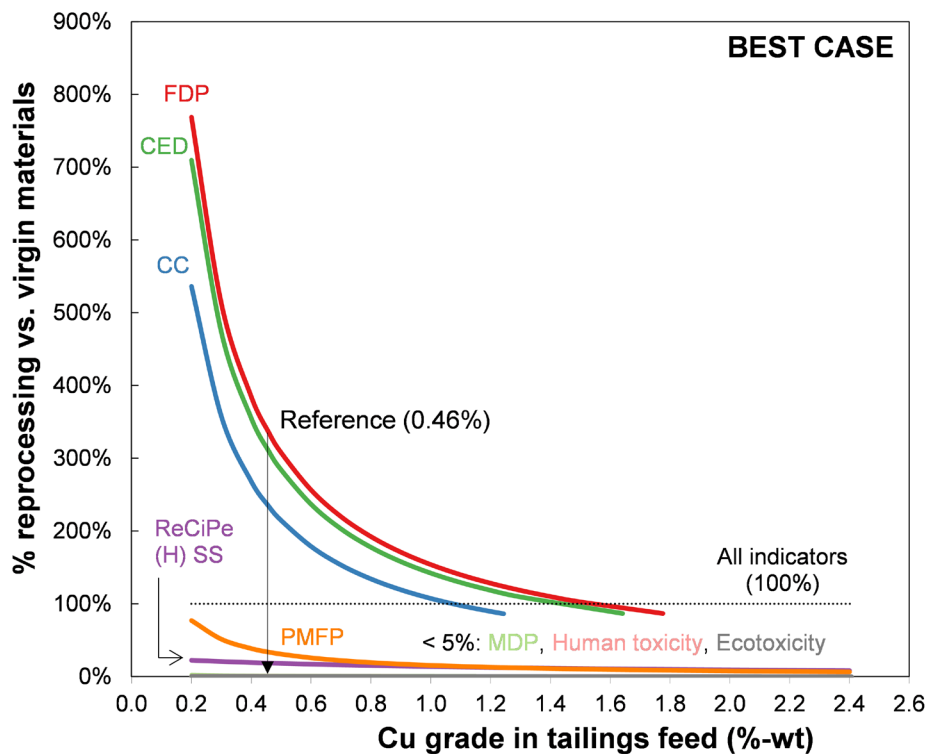 BEST CASE
% reprocessing vs. virgin materials
900%
800%
700%
600%
500%
400%
300%
200%
100%
0%
FDP
CED
CC
Reference (0.46%)
ReCiPe
(H) SS
All indicators
(100%)
PMFP
< 5%: MDP, Human toxicity, Ecotoxicity
0.0 0.2 0.4 0.6 0.8 1.0 1.2 1.4 1.6 1.8 2.0 2.2 2.4 2.6
Cu grade in tailings feed (%-wt)